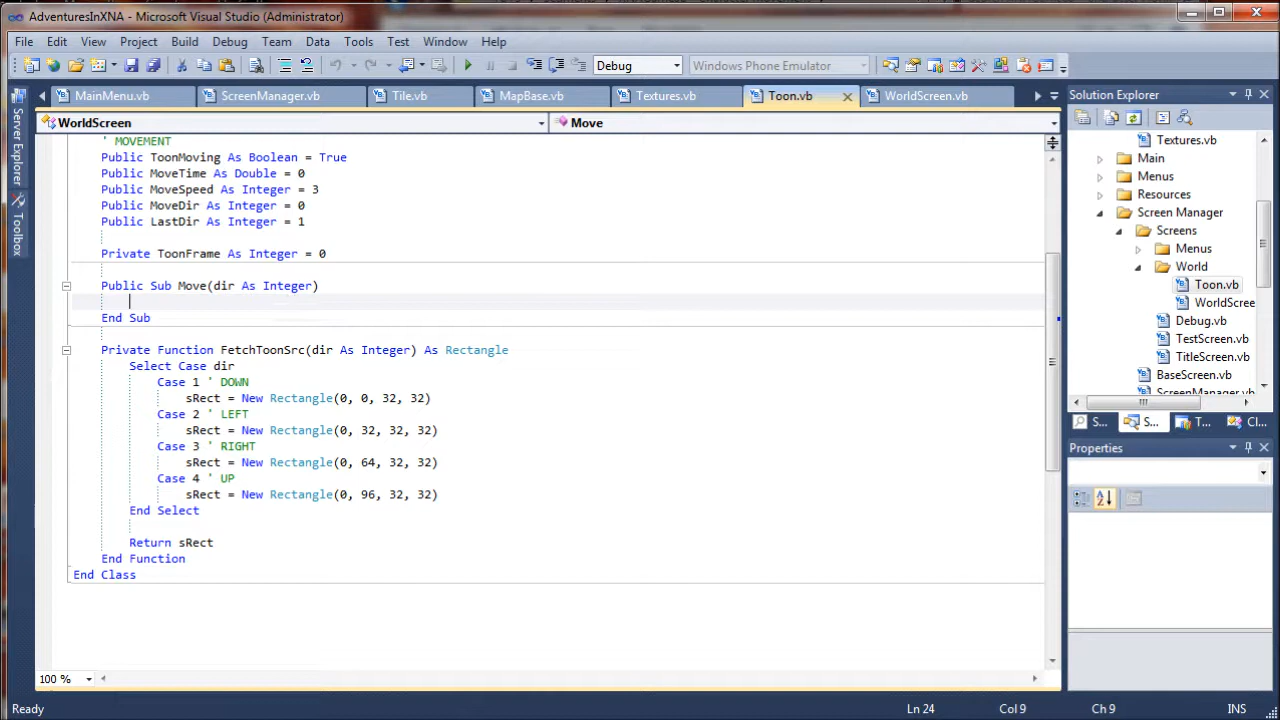 AdventuresInXNA - Microsoft Visual Studio (Administrator)
File Edit View Project Build Debug Team Data Tools Test Window Help
Debug Windows Phone Emulator
MainMenu.vb ScreenManager.vb Tile.vb MapBase.vb Textures.vb Toon.vb WorldScreen.vb
Solution Explorer
WorldScreen Move
Server Explorer
Toolbox
' MOVEMENT
Public ToonMoving As Boolean = True
Public MoveTime As Double = 0
Public MoveSpeed As Integer = 3
Public MoveDir As Integer = 0
Public LastDir As Integer = 1
Private ToonFrame As Integer = 0
Public Sub Move(dir As Integer)
End Sub
Private Function FetchToonSrc(dir As Integer) As Rectangle
Select Case dir
Case 1 ' DOWN
sRect = New Rectangle(0, 0, 32, 32)
Case 2 ' LEFT
sRect = New Rectangle(0, 32, 32, 32)
Case 3 ' RIGHT
sRect = New Rectangle(0, 64, 32, 32)
Case 4 ' UP
sRect = New Rectangle(0, 96, 32, 32)
End Select
Return sRect
End Function
End Class
Textures.vb
Main
Menus
Resources
Screen Manager
Screens
Menus
World
Toon.vb
WorldScree
Debug.vb
TestScreen.vb
TitleScreen.vb
BaseScreen.vb
ScreenManager.vb
S... S... T... Cl...
Properties
100 %
Ready Ln 24 Col 9 Ch 9 INS